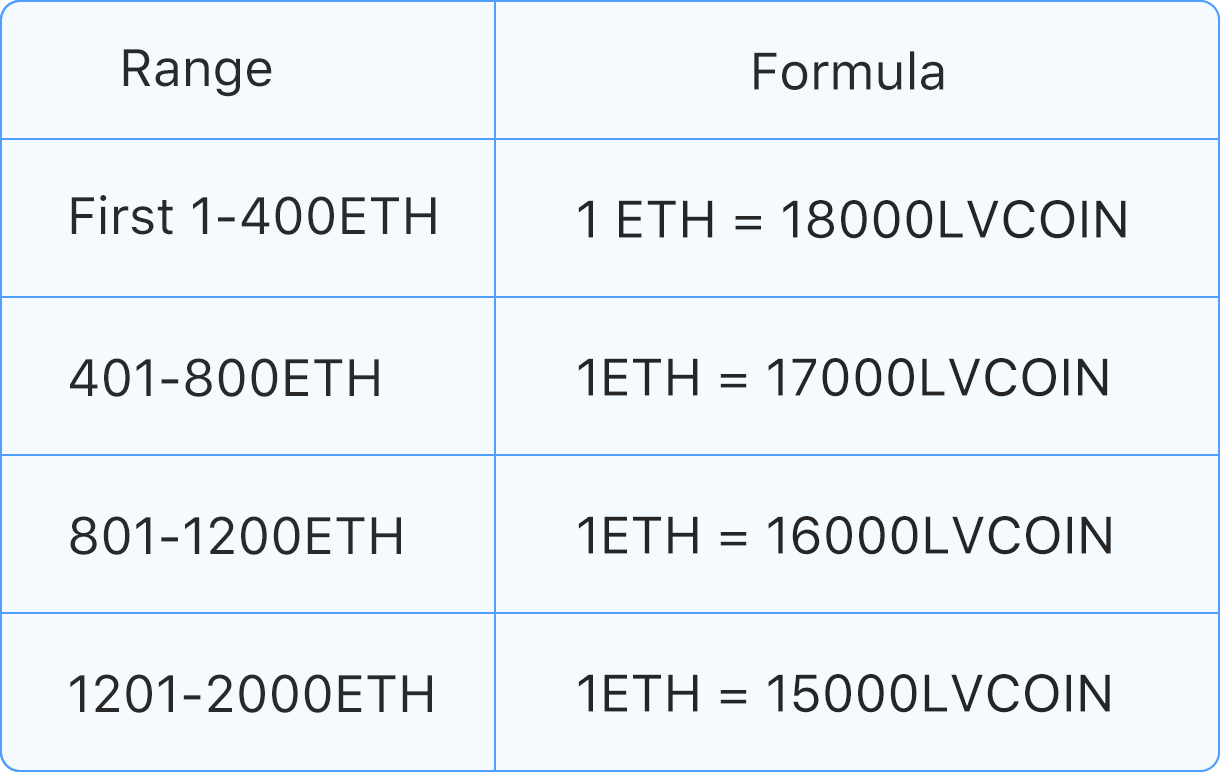 Range
Formula
First 1-400ETH
1 ETH = 18000LVCOIN
401-800ETH
1ETH = 17000LVCOIN
801-1200ETH
1ETH = 16000LVCOIN
1201-2000ETH
1ETH = 15000LVCOIN